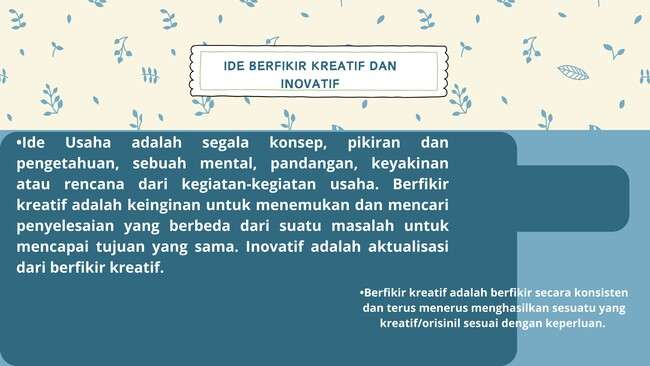 IDE BERFIKIR KREATIF DAN
INOVATIF
•Ide Usaha adalah segala konsep, pikiran dan
pengetahuan, sebuah mental, pandangan, keyakinan
atau rencana dari kegiatan-kegiatan usaha. Berfikir
kreatif adalah keinginan untuk menemukan dan mencari
penyelesaian yang berbeda dari suatu masalah untuk
mencapai tujuan yang sama. Inovatif adalah aktualisasi
dari berfikir kreatif.
•Berfikir kreatif adalah berfikir secara konsisten
dan terus menerus menghasilkan sesuatu yang
kreatif/orisinil sesuai dengan keperluan.